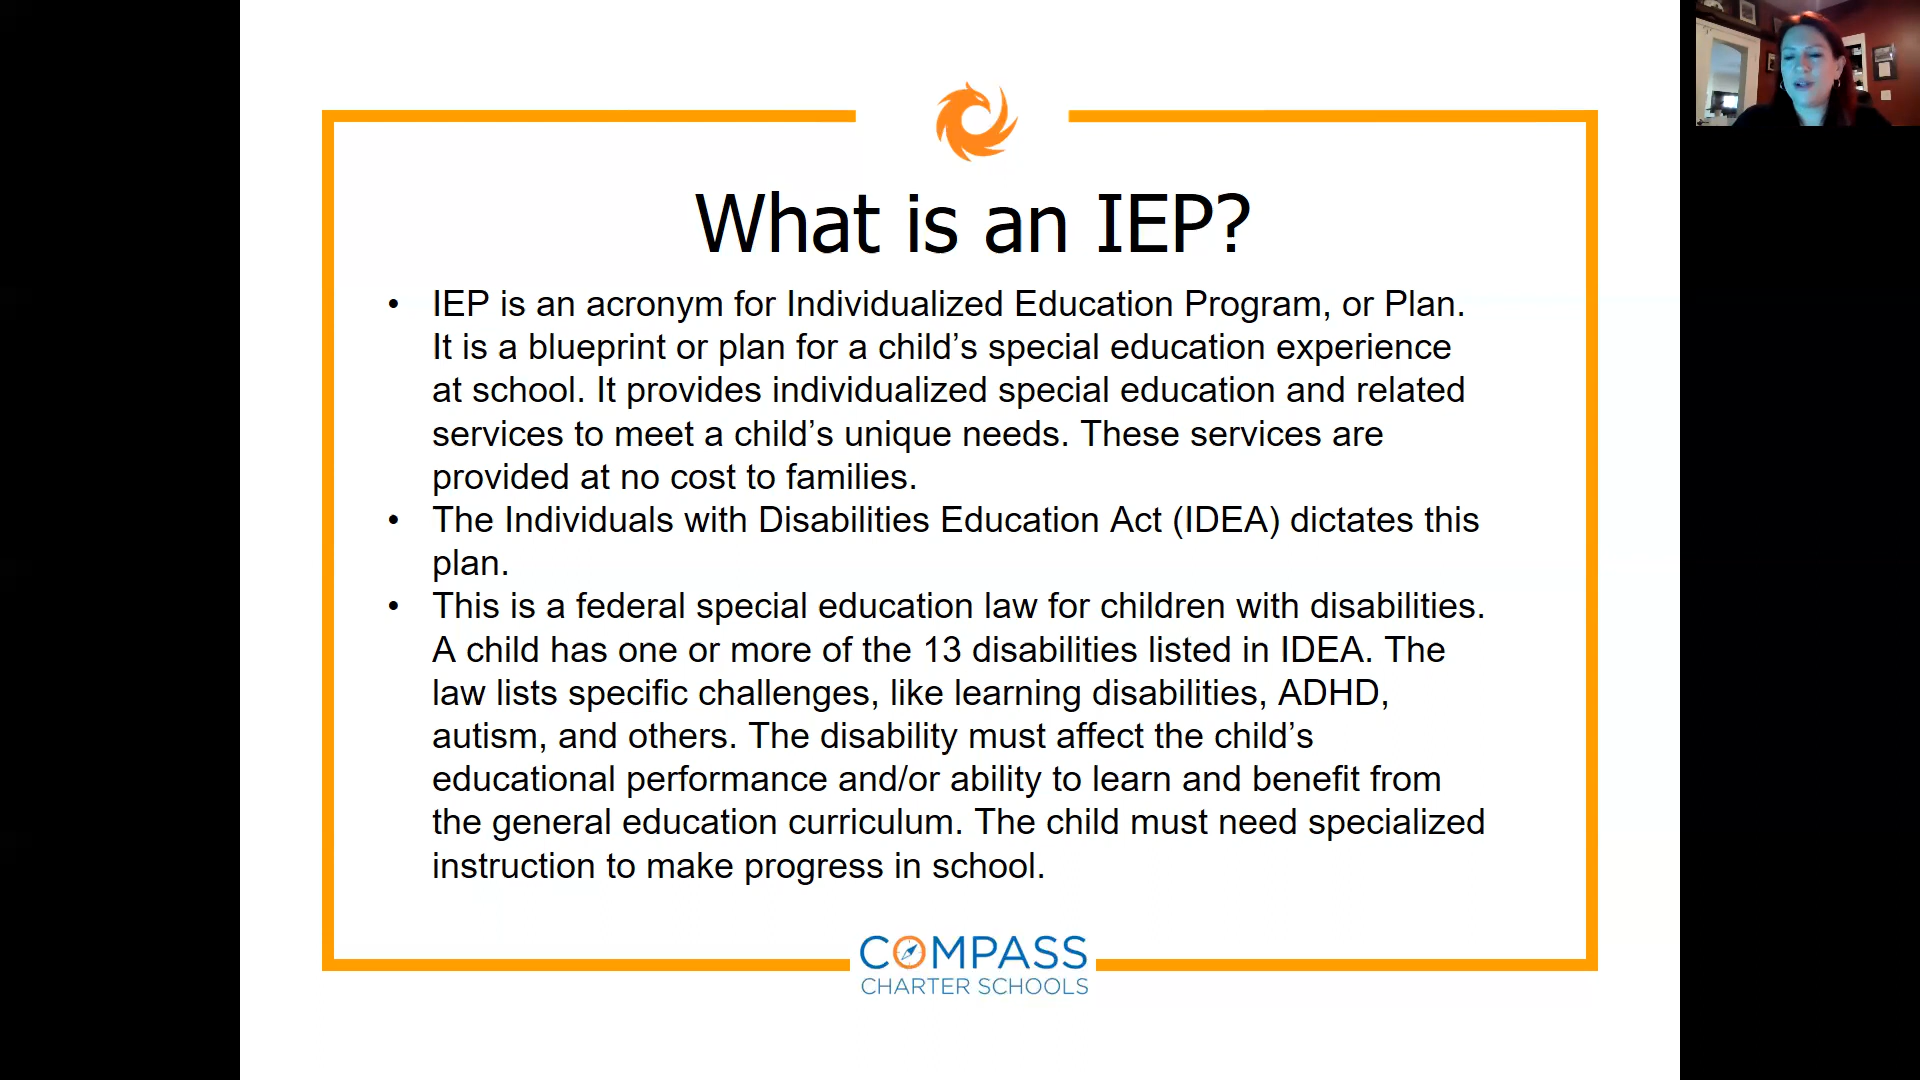 What is an IEP?
• IEP is an acronym for Individualized Education Program, or Plan.
It is a blueprint or plan for a child’s special education experience
at school. It provides individualized special education and related
services to meet a child’s unique needs. These services are
provided at no cost to families.
• The Individuals with Disabilities Education Act (IDEA) dictates this
plan.
• This is a federal special education law for children with disabilities.
A child has one or more of the 13 disabilities listed in IDEA. The
law lists specific challenges, like learning disabilities, ADHD,
autism, and others. The disability must affect the child’s
educational performance and/or ability to learn and benefit from
the general education curriculum. The child must need specialized
instruction to make progress in school.
COMPASS
CHARTER SCHOOLS